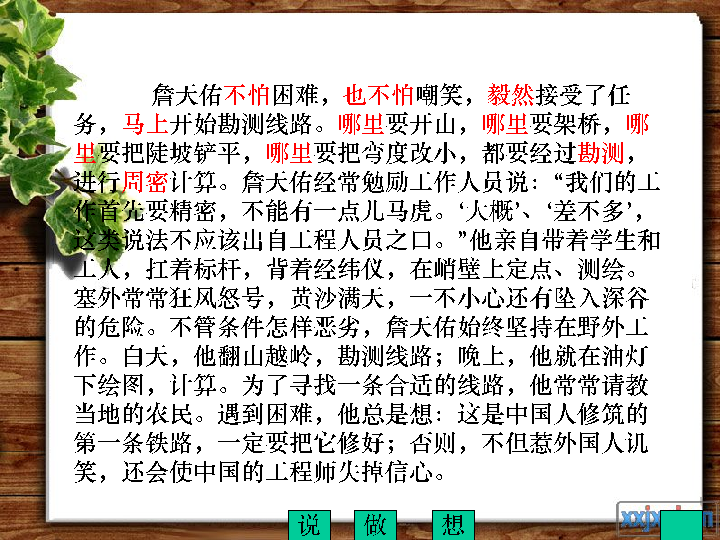 詹天佑不怕困难，也不怕嘲笑，毅然接受了任
务，马上开始勘测线路。哪里要开山，哪里要架桥，哪
里要把陡坡铲平，哪里要把弯度改小，都要经过勘测，
进行周密计算。詹天佑经常勉励工作人员说：“我们的工
作首先要精密，不能有一点儿马虎。‘大概’、‘差不多’，
这类说法不应该出自工程人员之口。”他亲自带着学生和
工人，扛着标杆，背着经纬仪，在峭壁上定点、测绘。
塞外常常狂风怒号，黄沙满天，一不小心还有坠入深谷
的危险。不管条件怎样恶劣，詹天佑始终坚持在野外工
作。白天，他翻山越岭，勘测线路；晚上，他就在油灯
下绘图，计算。为了寻找一条合适的线路，他常常请教
当地的农民。遇到困难，他总是想：这是中国人修筑的
第一条铁路，一定要把它修好；否则，不但惹外国人讥
笑，还会使中国的工程师失掉信心。
说 做 想